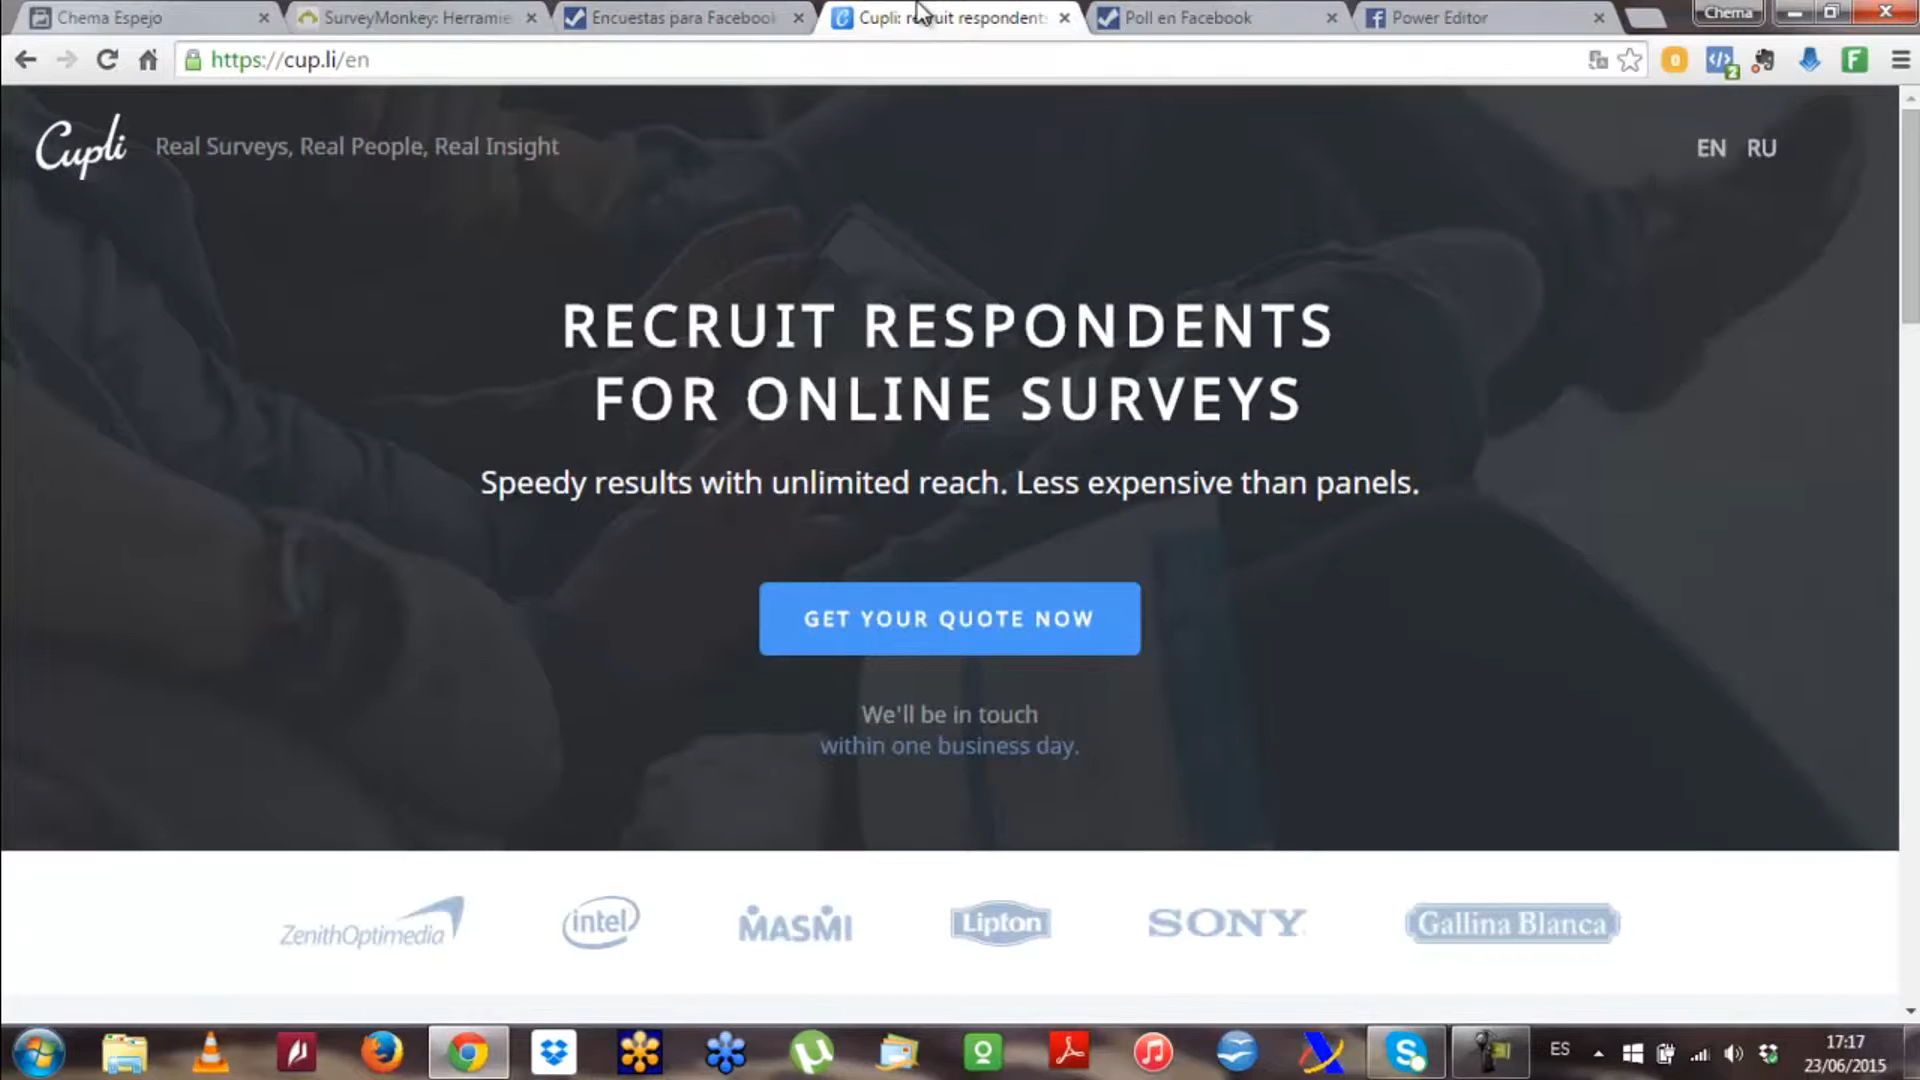 Chema Espejo
SurveyMonkey: Herramie
Encuestas para Facebook
Cupli: recruit respondent
Poll en Facebook
Power Editor
Chema
https://cup.li/en
Cupli
Real Surveys, Real People, Real Insight
EN RU
RECRUIT RESPONDENTS
FOR ONLINE SURVEYS
Speedy results with unlimited reach. Less expensive than panels.
GET YOUR QUOTE NOW
We'll be in touch
within one business day.
ZenithOptimedia
intel
MASMI
Lipton
SONY
Gallina Blanca
ES
17:17
23/06/2015